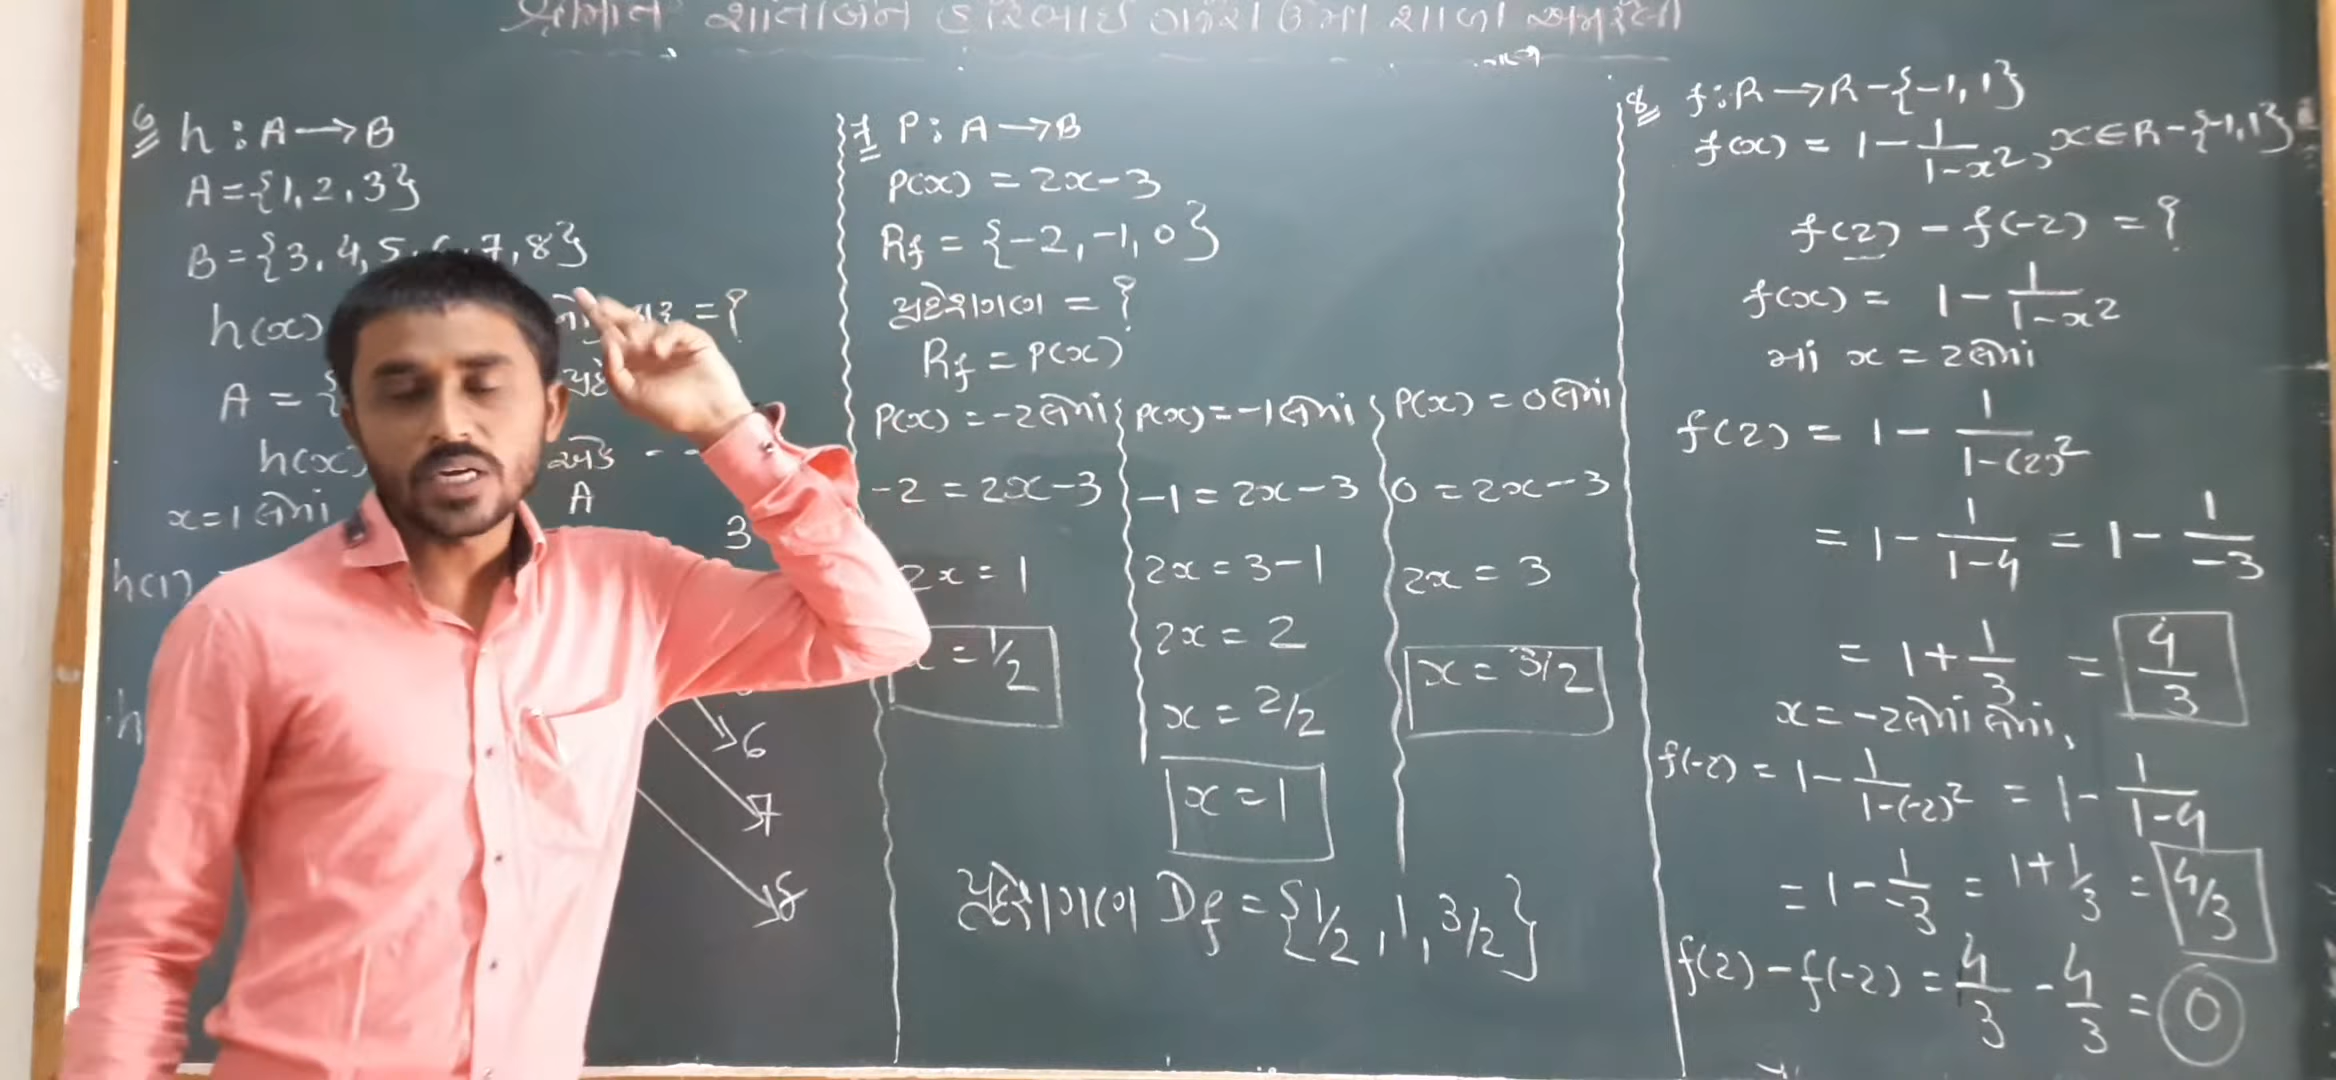 6 h : A → B
A = {1, 2, 3}
B = {3, 4, 5, 6, 7, 8}
h(x) = ?
A = {
h(x)
A
x = 1 લેતાં
3
h(1)
h
6
7
8
7 P : A → B
P(x) = 2x - 3
Rf = {-2, -1, 0}
પ્રદેશગણ = ?
Rf = P(x)
P(x) = -2 લેતાં
-2 = 2x - 3
2x = 1
x = 1/2
P(x) = -1 લેતાં
-1 = 2x - 3
2x = 3 - 1
2x = 2
x = 2/2
x = 1
P(x) = 0 લેતાં
0 = 2x - 3
2x = 3
x = 3/2
પ્રદેશગણ Df = {1/2, 1, 3/2}
8 f : R → R - {-1, 1}
f(x) = 1 - 1/(1-x²), x ∈ R - {-1, 1}
f(2) - f(-2) = ?
f(x) = 1 - 1/(1-x²)
માં x = 2 લેતાં
f(2) = 1 - 1/(1-(2)²)
= 1 - 1/(1-4) = 1 - 1/(-3)
= 1 + 1/3 = 4/3
x = -2 લેતાં લેતાં,
f(-2) = 1 - 1/(1-(-2)²) = 1 - 1/(1-4)
= 1 - 1/(-3) = 1 + 1/3 = 4/3
f(2) - f(-2) = 4/3 - 4/3 = 0